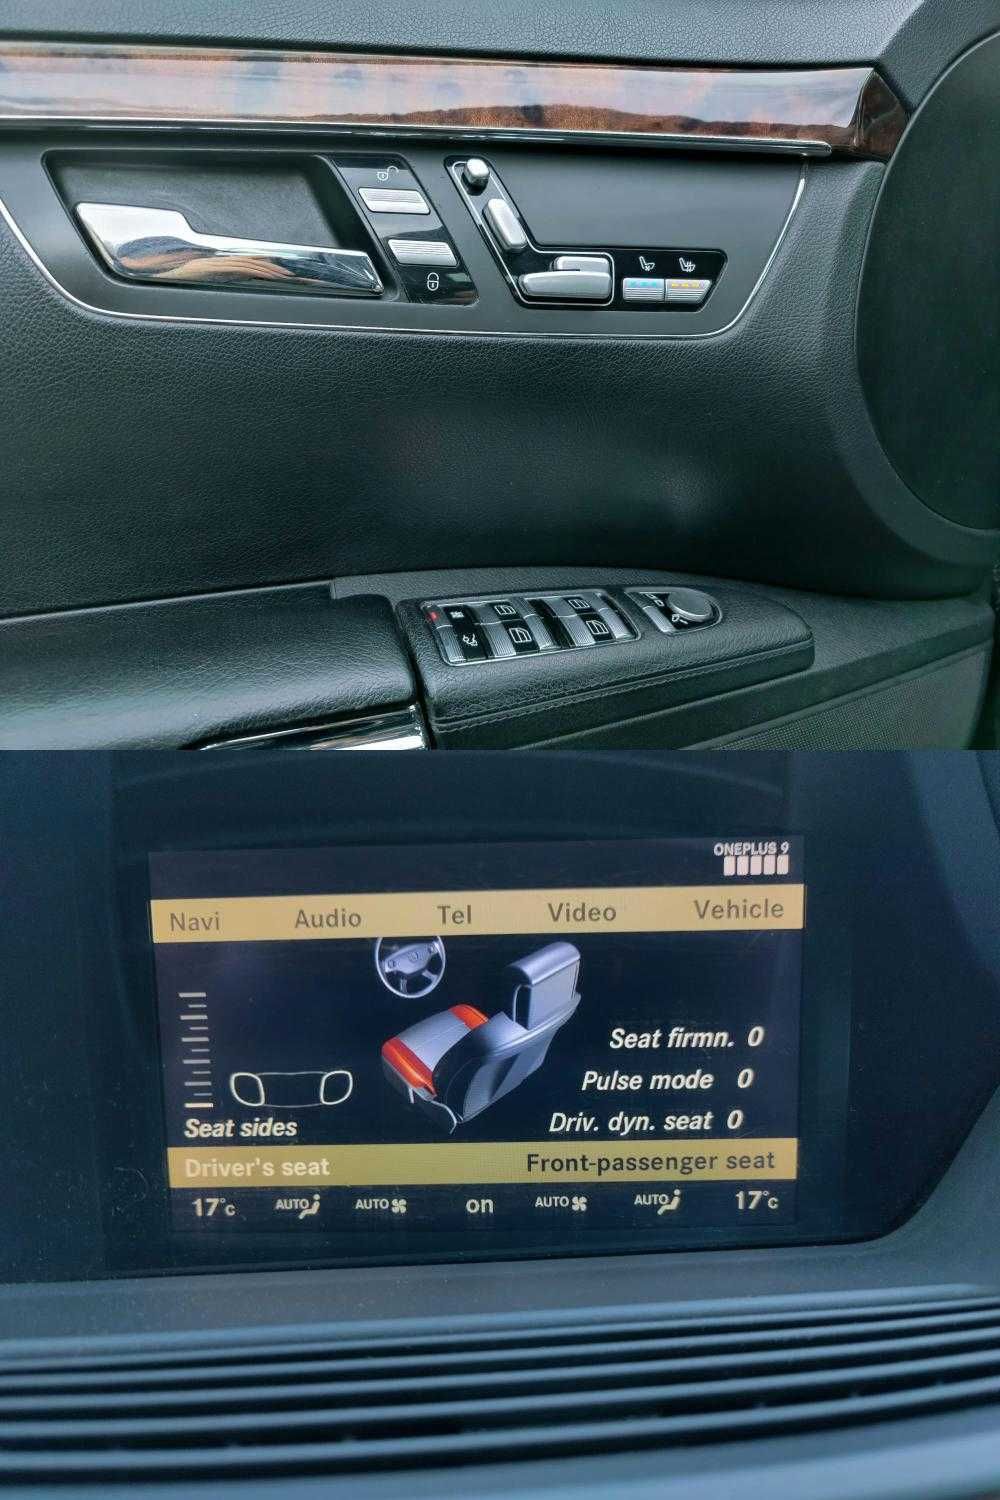 ONEPLUS 9
Navi Audio Tel Video Vehicle
Seat firmn. 0
Pulse mode 0
Driv. dyn. seat 0
Seat sides
Driver's seat Front-passenger seat
17°C AUTO AUTO on AUTO AUTO 17°C